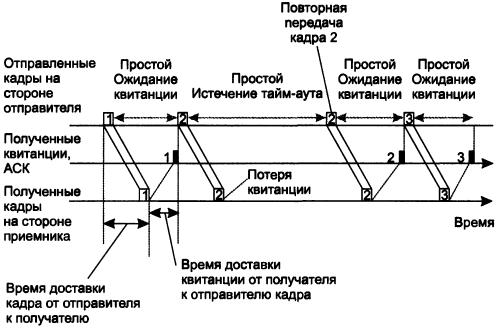 Повторная
передача
кадра 2
Отправленные
кадры на
стороне
отправителя
Простой
Ожидание
квитанции
Простой
Истечение тайм-аута
Простой
Ожидание
квитанции
Простой
Ожидание
квитанции
1
2
2
3
Полученные
квитанции,
АСК
1
2
3
Полученные
кадры
на стороне
приемника
1
2
Потеря
квитанции
2
3
Время
Время доставки
кадра от отправителя
к получателю
Время доставки
квитанции от получателя
к отправителю кадра